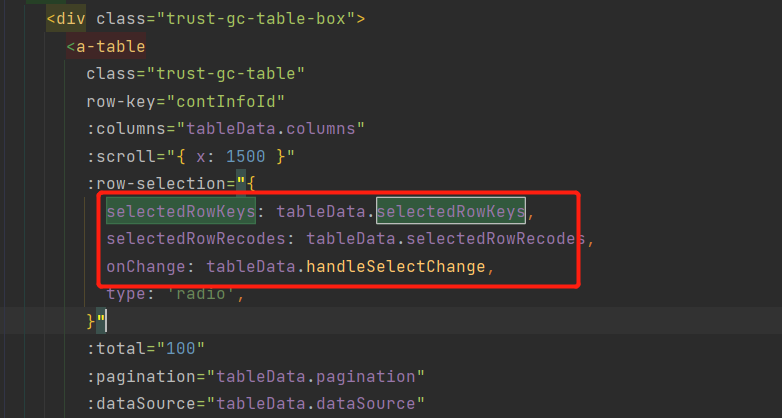 <div class="trust-gc-table-box">
<a-table
class="trust-gc-table"
row-key="contInfoId"
:columns="tableData.columns"
:scroll="{ x: 1500 }"
:row-selection="{
selectedRowKeys: tableData.selectedRowKeys,
selectedRowRecodes: tableData.selectedRowRecodes,
onChange: tableData.handleSelectChange,
type: 'radio',
}"
:total="100"
:pagination="tableData.pagination"
:dataSource="tableData.dataSource"